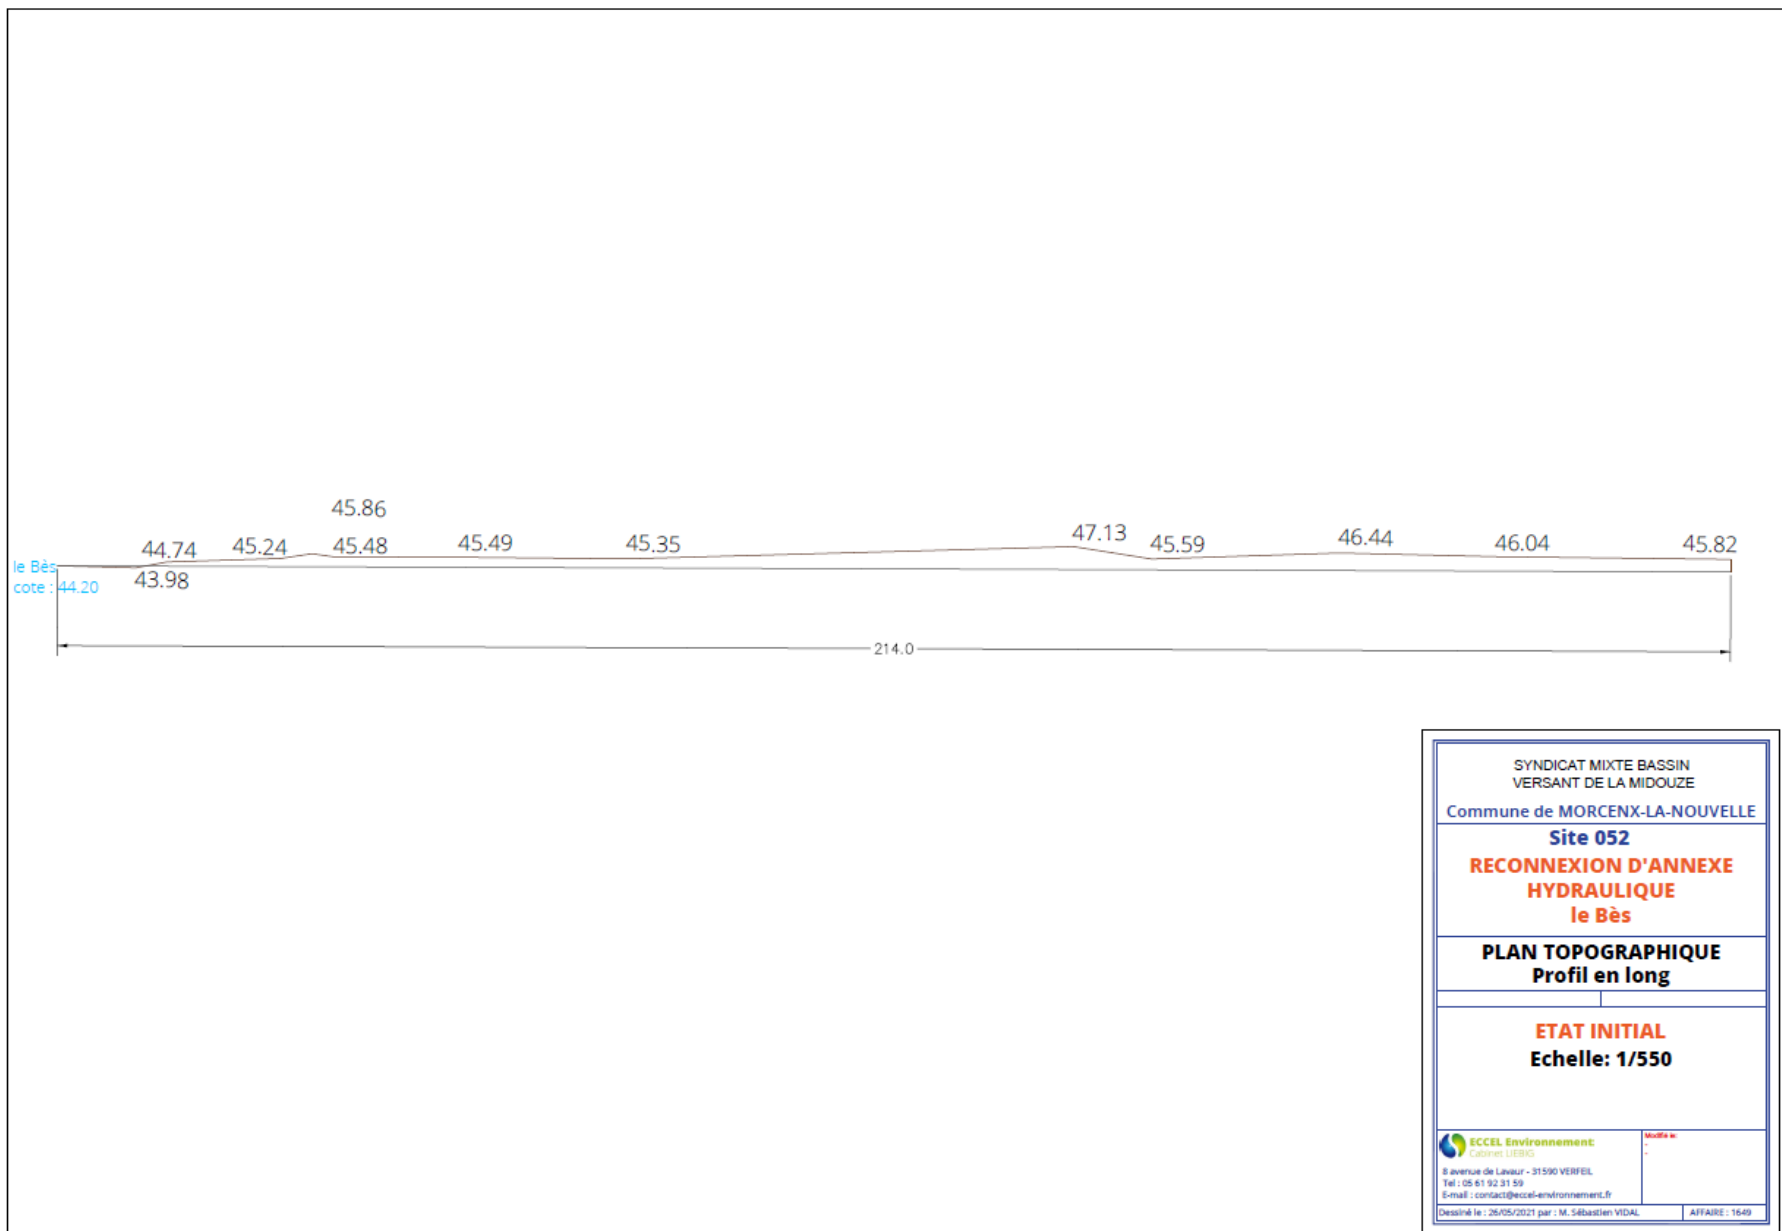 45.86
44.74 45.24 45.48 45.49 45.35 47.13 45.59 46.44 46.04 45.82
le Bès
cote : 44.20
43.98
214.0
SYNDICAT MIXTE BASSIN
VERSANT DE LA MIDOUZE
Commune de MORCENX-LA-NOUVELLE
Site 052
RECONNEXION D'ANNEXE
HYDRAULIQUE
le Bès
PLAN TOPOGRAPHIQUE
Profil en long
ETAT INITIAL
Echelle: 1/550
ECCEL Environnement
Cabinet LIEBIG
8 avenue de Lavaur - 31590 VERFEIL
Tel : 05 61 92 31 59
E-mail : contact@eccel-environnement.fr
Modifié le:
-
-
Dessiné le : 26/05/2021 par : M. Sébastien VIDAL
AFFAIRE : 1649